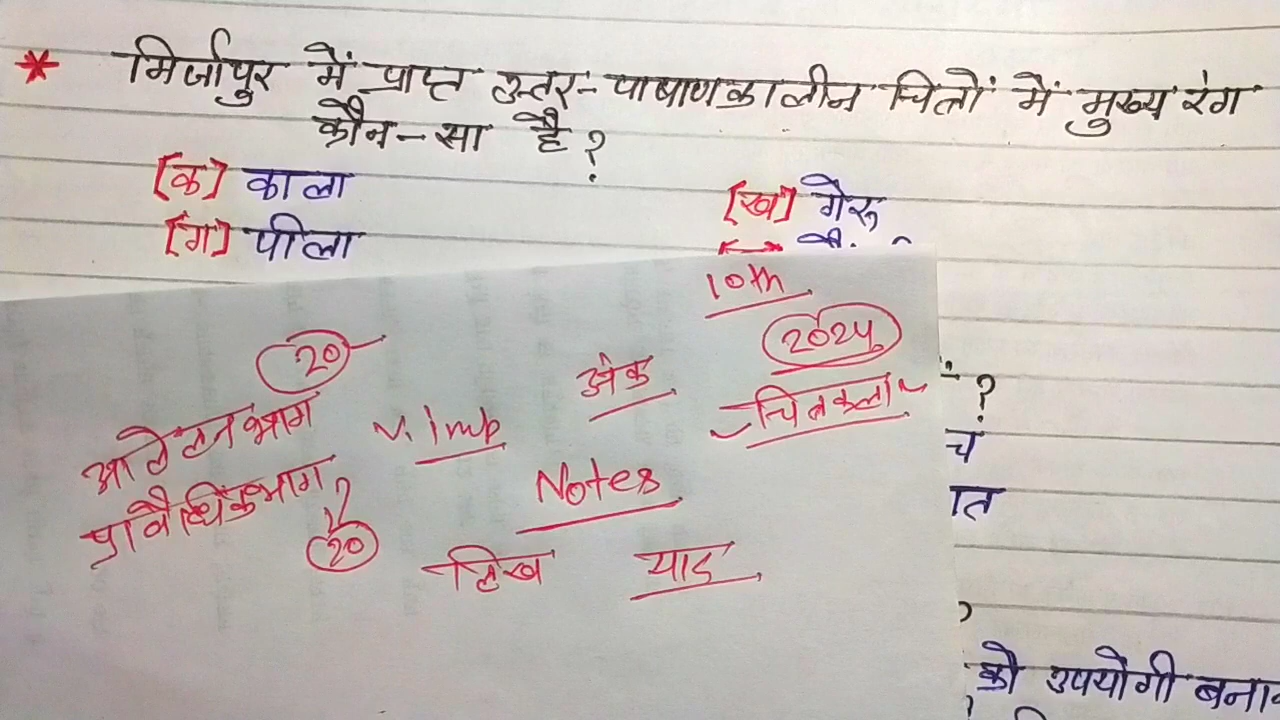 * मिर्जापुर में प्राप्त उत्तर-पाषाणकालीन चित्रों में मुख्य रंग
कौन-सा है?
[क] काला
[ख] गेरू
[ग] पीला
10th
2024
20
अंक
चित्रकला
आलेखन भाग
v. Imp
प्राविधिक भाग
20
Notes
लिख याद
?
च
ात
?
को उपयोगी बना